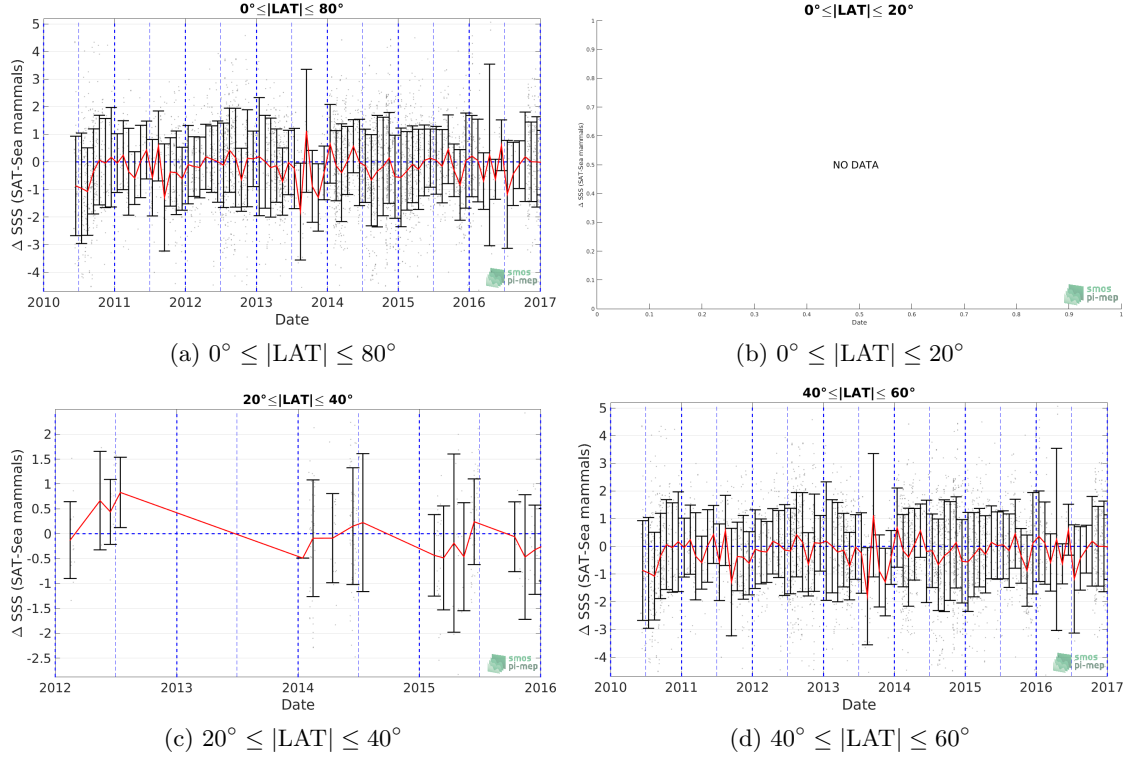 0°≤|LAT|≤ 80°
Δ SSS (SAT-Sea mammals)
5
4
3
2
1
0
-1
-2
-3
-4
2010 2011 2012 2013 2014 2015 2016 2017
Date
smos
pi-mep
(a) 0° ≤ |LAT| ≤ 80°
0°≤|LAT|≤ 20°
Δ SSS (SAT-Sea mammals)
1
0.9
0.8
0.7
0.6
0.5
0.4
0.3
0.2
0.1
0
NO DATA
0 0.1 0.2 0.3 0.4 0.5 0.6 0.7 0.8 0.9 1
Date
smos
pi-mep
(b) 0° ≤ |LAT| ≤ 20°
20°≤|LAT|≤ 40°
Δ SSS (SAT-Sea mammals)
2
1.5
1
0.5
0
-0.5
-1
-1.5
-2
-2.5
2012 2013 2014 2015 2016
Date
smos
pi-mep
(c) 20° ≤ |LAT| ≤ 40°
40°≤|LAT|≤ 60°
Δ SSS (SAT-Sea mammals)
5
4
3
2
1
0
-1
-2
-3
-4
2010 2011 2012 2013 2014 2015 2016 2017
Date
smos
pi-mep
(d) 40° ≤ |LAT| ≤ 60°